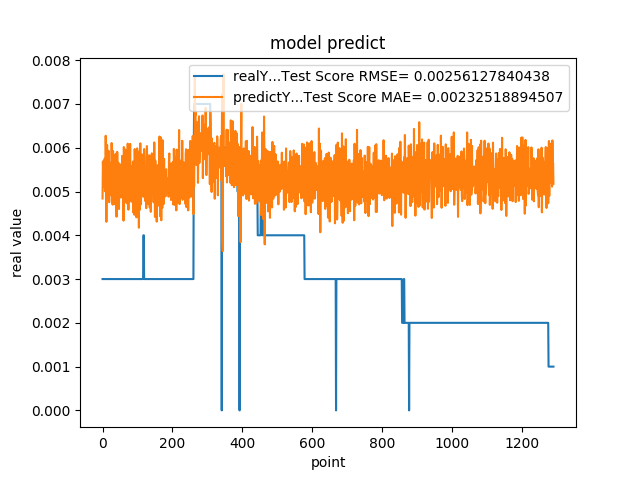 model predict
realY...Test Score RMSE= 0.00256127840438
predictY...Test Score MAE= 0.00232518894507
0.008
0.007
0.006
0.005
0.004
0.003
0.002
0.001
0.000
real value
0 200 400 600 800 1000 1200
point